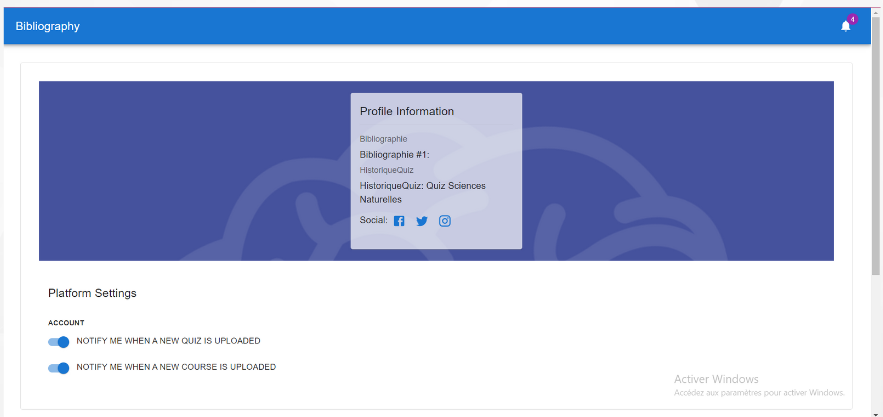 Bibliography
4
Profile Information
Bibliographie
Bibliographie #1:
HistoriqueQuiz
HistoriqueQuiz: Quiz Sciences
Naturelles
Social:
Platform Settings
ACCOUNT
NOTIFY ME WHEN A NEW QUIZ IS UPLOADED
NOTIFY ME WHEN A NEW COURSE IS UPLOADED
Activer Windows
Accédez aux paramètres pour activer Windows.